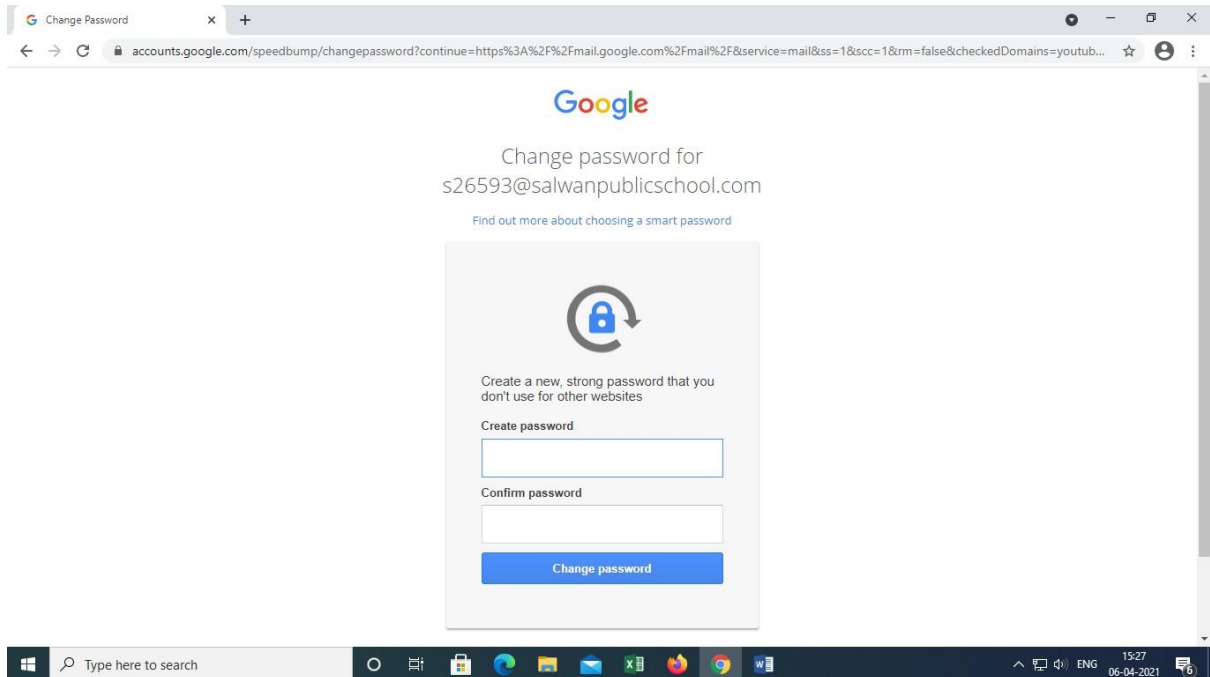 Change Password
accounts.google.com/speedbump/changepassword?continue=https%3A%2F%2Fmail.google.com%2Fmail%2F&service=mail&ss=1&scc=1&rm=false&checkedDomains=youtub...
Google
Change password for
s26593@salwanpublicschool.com
Find out more about choosing a smart password
Create a new, strong password that you
don't use for other websites
Create password
Confirm password
Change password
Type here to search
ENG
15:27
06-04-2021
6